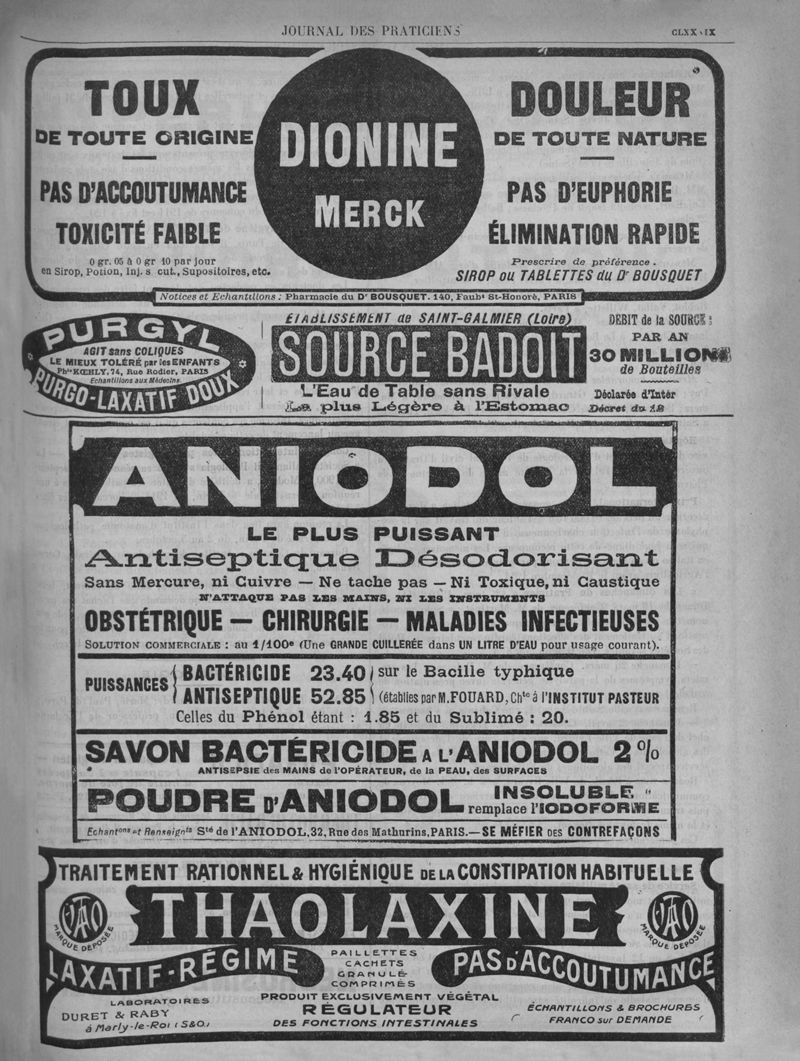 JOURNAL DES PRATICIENS
TOUX
DE TOUTE ORIGINE
PAS D'ACCOUTUMANCE
TOXICITÉ FAIBLE
0 gr. 05 à 0 gr 10 par jour
en Sirop, Potion, Inj. s. cut., Supositoires, etc.
DIONINE
MERCK
DOULEUR
DE TOUTE NATURE
PAS D'EUPHORIE
ÉLIMINATION RAPIDE
Prescrire de préférence.
SIROP ou TABLETTES du Dr BOUSQUET
Notices et Echantillons : Pharmacie du Dr BOUSQUET. 140, Faubt St-Honoré, PARIS
PURGYL
AGIT sans COLIQUES
LE MIEUX TOLÉRÉ par les ENFANTS
Phie KŒHLY, 74, Rue Rodier, PARIS
Echantillons aux Médecins.
PURGO-LAXATIF DOUX
ETABLISSEMENT de SAINT-GALMIER (Loire)
SOURCE BADOIT
L'Eau de Table sans Rivale
La plus Légère à l'Estomac
DEBIT de la SOURCE :
PAR AN
30 MILLIONS
de Bouteilles
Déclarée d'Intér
Décret du 12
ANIODOL
LE PLUS PUISSANT
Antiseptique Désodorisant
Sans Mercure, ni Cuivre — Ne tache pas — Ni Toxique, ni Caustique
N'ATTAQUE PAS LES MAINS, NI LES INSTRUMENTS
OBSTÉTRIQUE — CHIRURGIE — MALADIES INFECTIEUSES
SOLUTION COMMERCIALE : au 1/100e (Une GRANDE CUILLERÉE dans UN LITRE D'EAU pour usage courant).
PUISSANCES
BACTÉRICIDE 23.40 sur le Bacille typhique
ANTISEPTIQUE 52.85 (établies par M. FOUARD, Chte à l'INSTITUT PASTEUR
Celles du Phénol étant : 1.85 et du Sublimé : 20.
SAVON BACTÉRICIDE A L'ANIODOL 2 %
ANTISEPSIE des MAINS de l'OPÉRATEUR, de la PEAU, des SURFACES
POUDRE D'ANIODOL INSOLUBLE
remplace l'IODOFORME
Echantons et Renseignts Sté de l'ANIODOL, 32, Rue des Mathurins, PARIS. — SE MÉFIER DES CONTREFAÇONS
TRAITEMENT RATIONNEL & HYGIÉNIQUE DE LA CONSTIPATION HABITUELLE
THAOLAXINE
MARQUE DÉPOSÉE
MARQUE DÉPOSÉE
LAXATIF-RÉGIME
PAILLETTES
CACHETS
GRANULÉ
COMPRIMÉS
PAS D'ACCOUTUMANCE
LABORATOIRES
DURET & RABY
à Marly-le-Roi (S&O.)
PRODUIT EXCLUSIVEMENT VÉGÉTAL
RÉGULATEUR
DES FONCTIONS INTESTINALES
ÉCHANTILLONS & BROCHURES
FRANCO sur DEMANDE